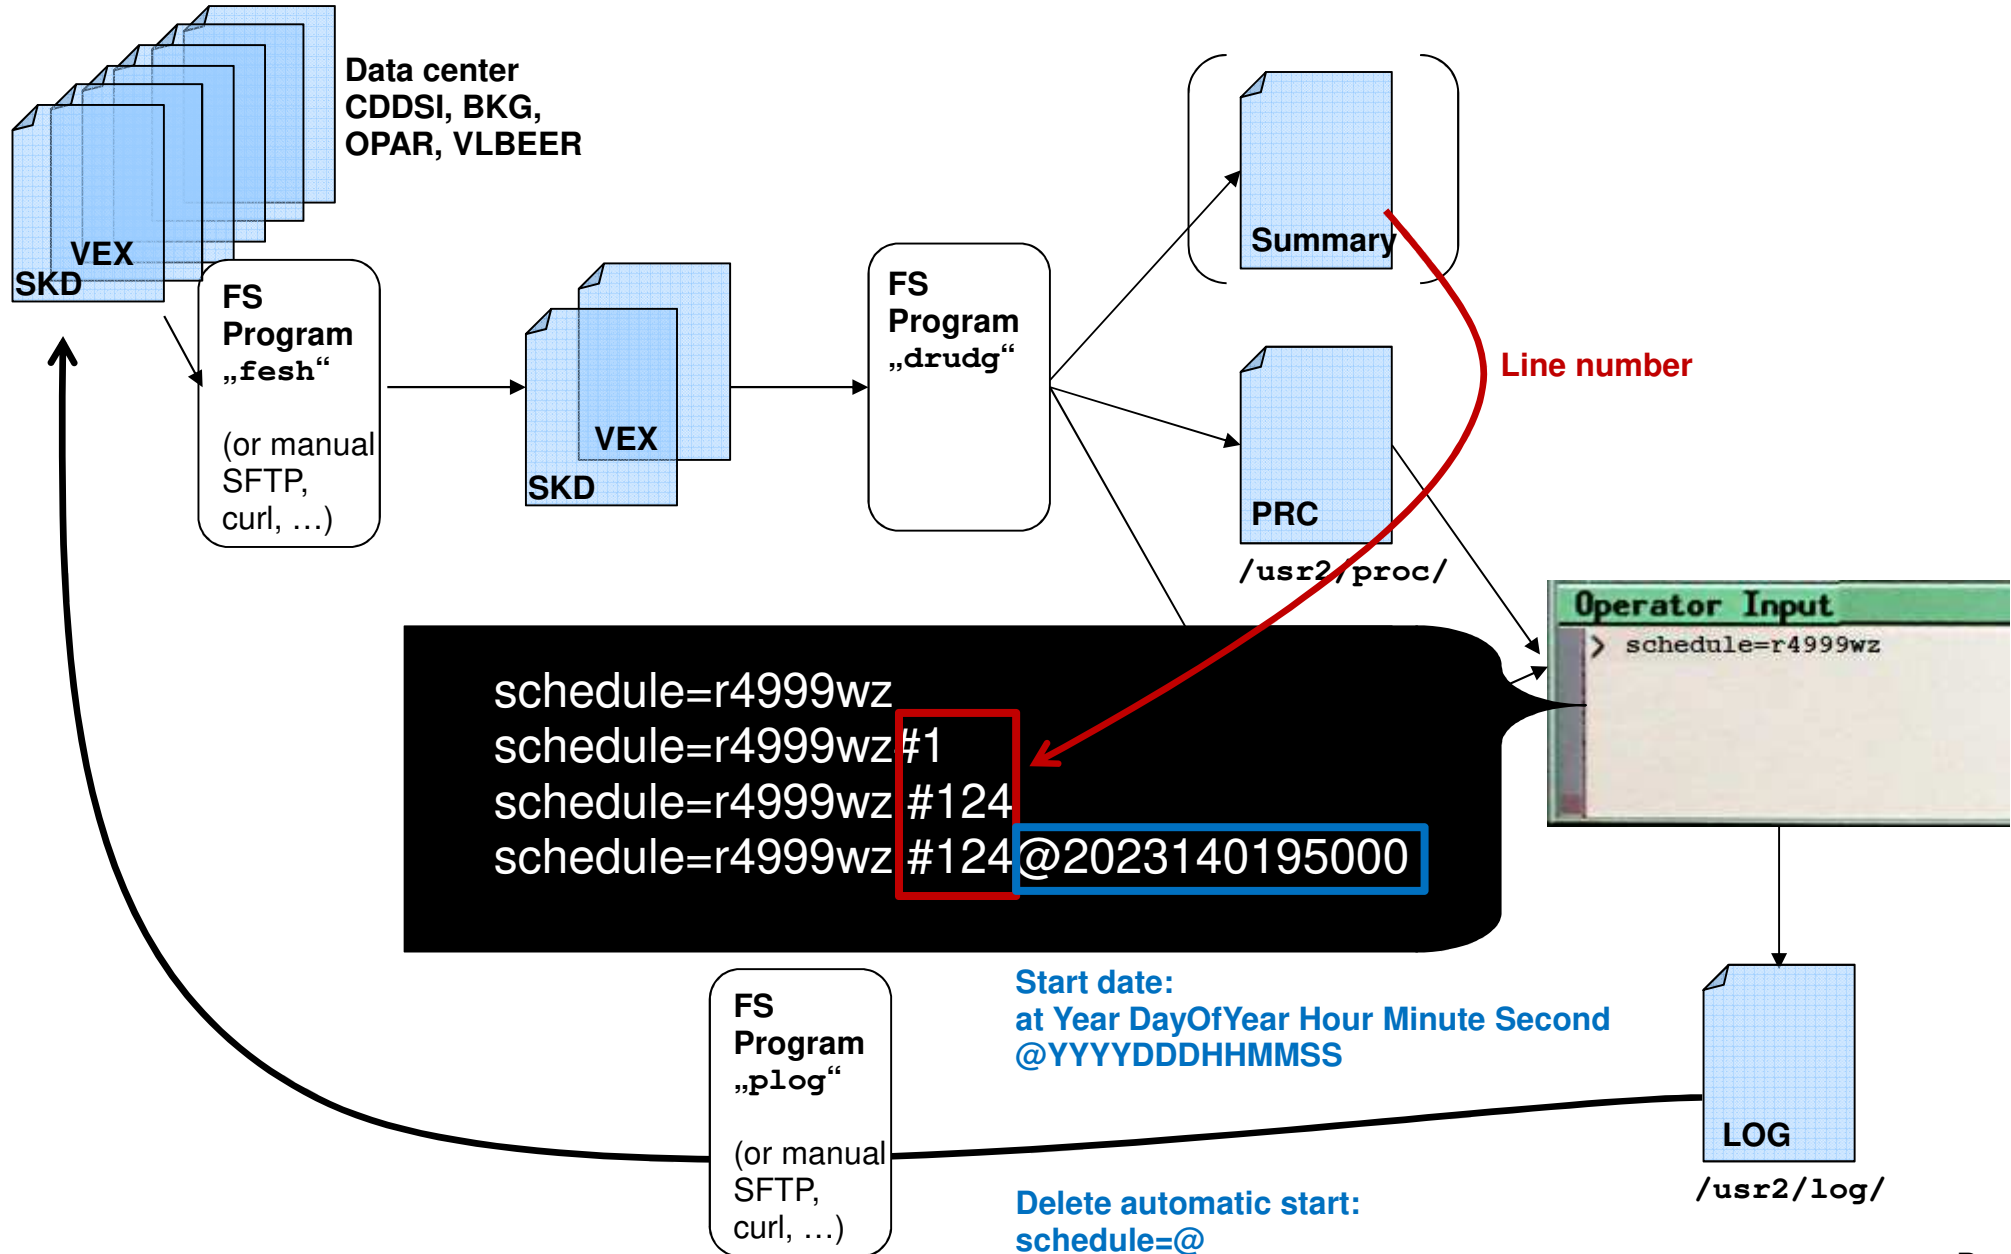 Data center
CDDSI, BKG,
OPAR, VLBEER
VEX
SKD
FS
Program
„fesh“
(or manual
SFTP,
curl, …)
VEX
SKD
FS
Program
„drudg“
Summary
Line number
PRC
/usr2/proc/
Operator Input
> schedule=r4999wz
schedule=r4999wz
schedule=r4999wz #1
schedule=r4999wz #124
schedule=r4999wz #124@2023140195000
Start date:
at Year DayOfYear Hour Minute Second
@YYYYDDDHHMMSS
FS
Program
„plog“
(or manual
SFTP,
curl, …)
LOG
/usr2/log/
Delete automatic start:
schedule=@